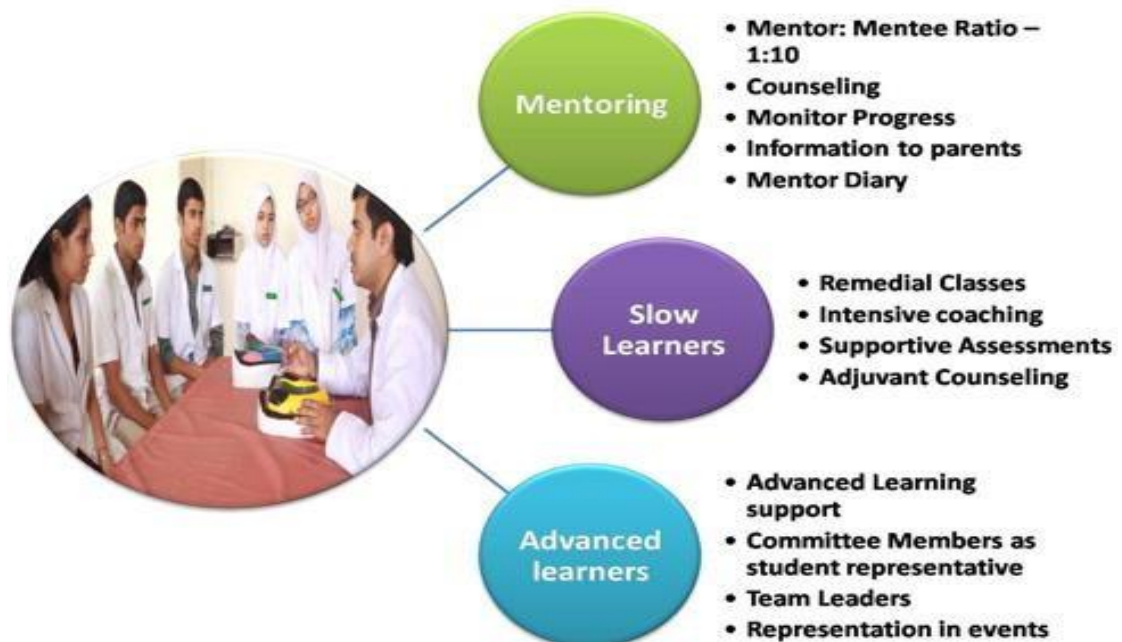 Mentoring
• Mentor: Mentee Ratio –
1:10
• Counseling
• Monitor Progress
• Information to parents
• Mentor Diary
Slow
Learners
• Remedial Classes
• Intensive coaching
• Supportive Assessments
• Adjuvant Counseling
Advanced
learners
• Advanced Learning
support
• Committee Members as
student representative
• Team Leaders
• Representation in events